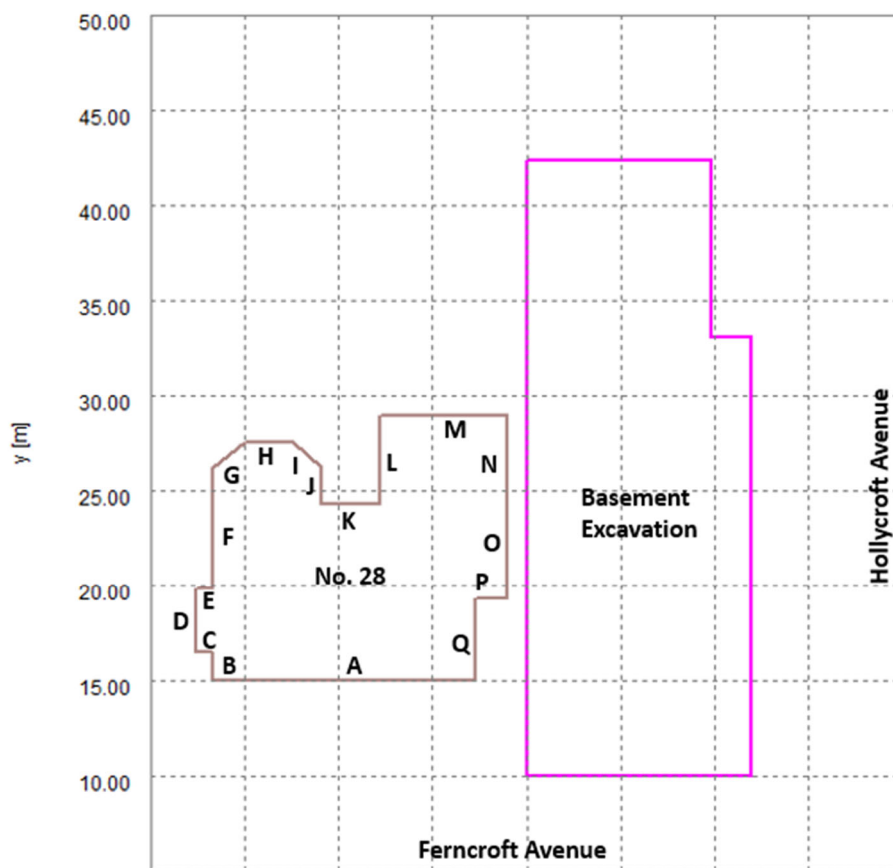 50.00
45.00
40.00
35.00
30.00
25.00
20.00
15.00
10.00
y [m]
M
H
I
G
L
N
J
K
Basement
Excavation
F
O
No. 28
P
E
D
C
Q
B
A
Hollycroft Avenue
Ferncroft Avenue